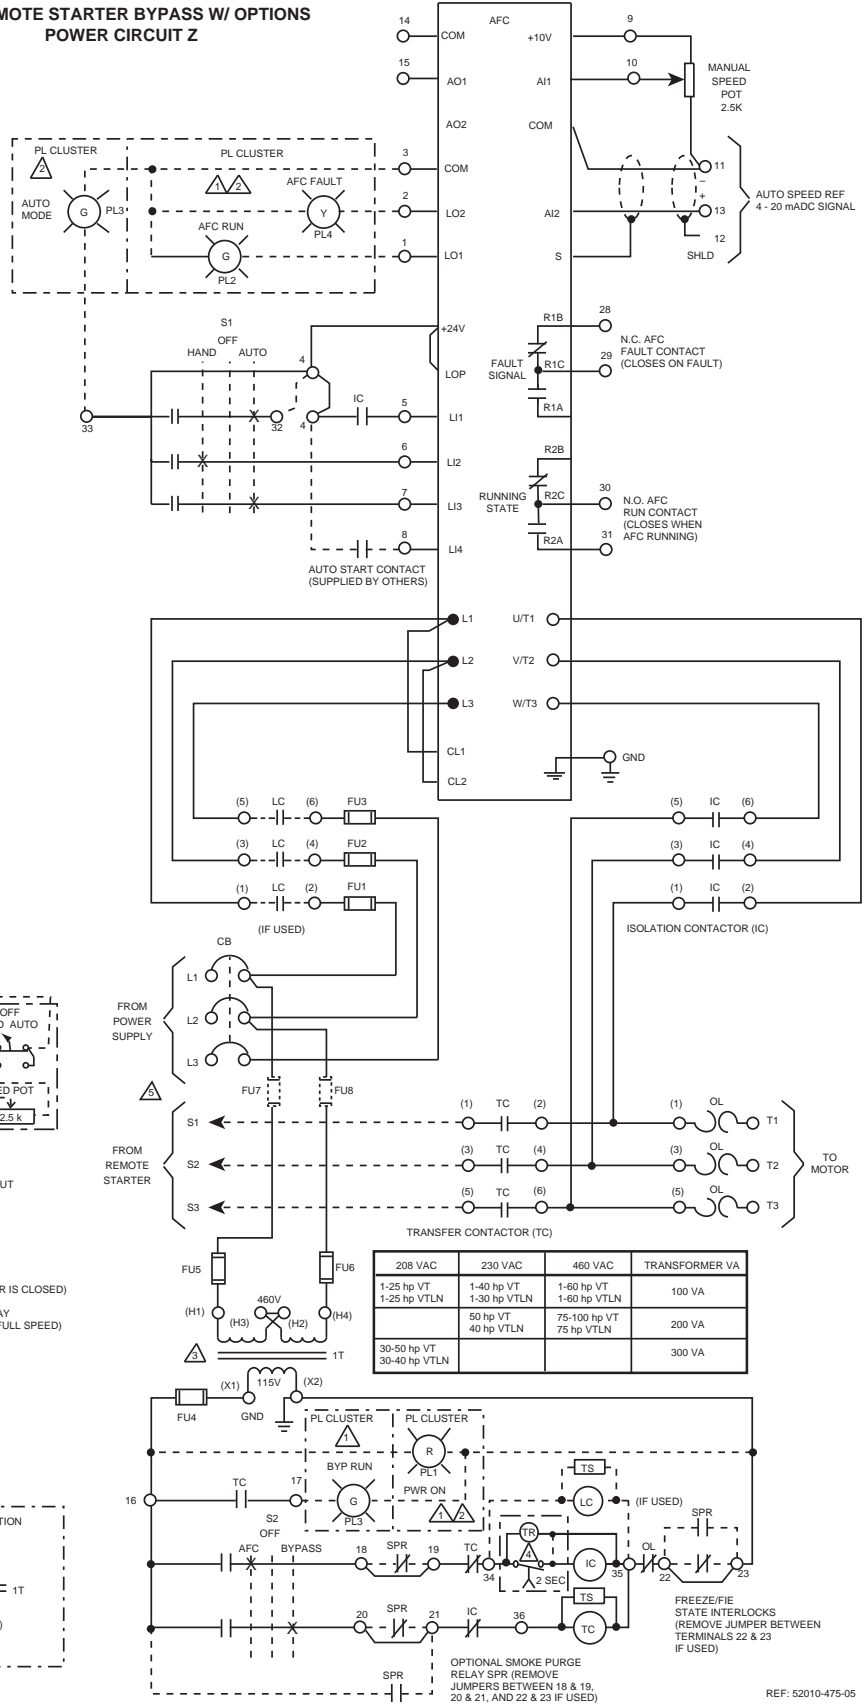 MOTE STARTER BYPASS W/ OPTIONS
POWER CIRCUIT Z
14
COM
AFC
+10V
9
15
AO1
AI1
10
MANUAL
SPEED
POT
2.5K
AO2
COM
PL CLUSTER
2
PL CLUSTER
1 2
3
COM
11
–
+
AUTO SPEED REF
4 - 20 mADC SIGNAL
AUTO
MODE
G
PL3
AFC FAULT
Y
PL4
2
LO2
AI2
13
12
SHLD
AFC RUN
G
PL2
1
LO1
S
S1
OFF
HAND AUTO
+24V
R1B
28
N.C. AFC
FAULT CONTACT
(CLOSES ON FAULT)
4
LOP
FAULT
SIGNAL
R1C
29
R1A
33
32
4
IC
5
LI1
6
LI2
R2B
7
LI3
RUNNING
STATE
R2C
30
N.O. AFC
RUN CONTACT
(CLOSES WHEN
AFC RUNNING)
R2A
31
8
LI4
AUTO START CONTACT
(SUPPLIED BY OTHERS)
L1
U/T1
L2
V/T2
L3
W/T3
CL1
GND
CL2
(5) LC (6) FU3
(5) IC (6)
(3) LC (4) FU2
(3) IC (4)
(1) LC (2) FU1
(1) IC (2)
(IF USED)
ISOLATION CONTACTOR (IC)
CB
FROM
POWER
SUPPLY
L1
L2
L3
OFF
AUTO
ED POT
2.5 k
5
FU7
FU8
FROM
REMOTE
STARTER
S1
S2
S3
(1) TC (2)
(3) TC (4)
(5) TC (6)
(1) OL T1
(3) OL T2
(5) OL T3
TO
MOTOR
TRANSFER CONTACTOR (TC)
UT
R IS CLOSED)
AY
FULL SPEED)
FU5
FU6
208 VAC 230 VAC 460 VAC TRANSFORMER VA
1-25 hp VT 1-40 hp VT 1-60 hp VT 100 VA
1-25 hp VTLN 1-30 hp VTLN 1-60 hp VTLN
50 hp VT 75-100 hp VT 200 VA
40 hp VTLN 75 hp VTLN
30-50 hp VT 300 VA
30-40 hp VTLN
460V
(H1) (H3) (H2) (H4)
3
1T
(X1) 115V (X2)
FU4
GND
PL CLUSTER
1
PL CLUSTER
R
PL1
BYP RUN
PWR ON
G
PL3
1 2
16
TC
17
TS
LC
(IF USED)
S2
OFF
AFC BYPASS
18 SPR 19
TC
34
TR
4
2 SEC
IC
35
OL
22
SPR
23
TION
1T
)
20 SPR 21
IC
36
TS
TC
FREEZE/FIE
STATE INTERLOCKS
(REMOVE JUMPER BETWEEN
TERMINALS 22 & 23
IF USED)
SPR
OPTIONAL SMOKE PURGE
RELAY SPR (REMOVE
JUMPERS BETWEEN 18 & 19,
20 & 21, AND 22 & 23 IF USED)
REF: 52010-475-05